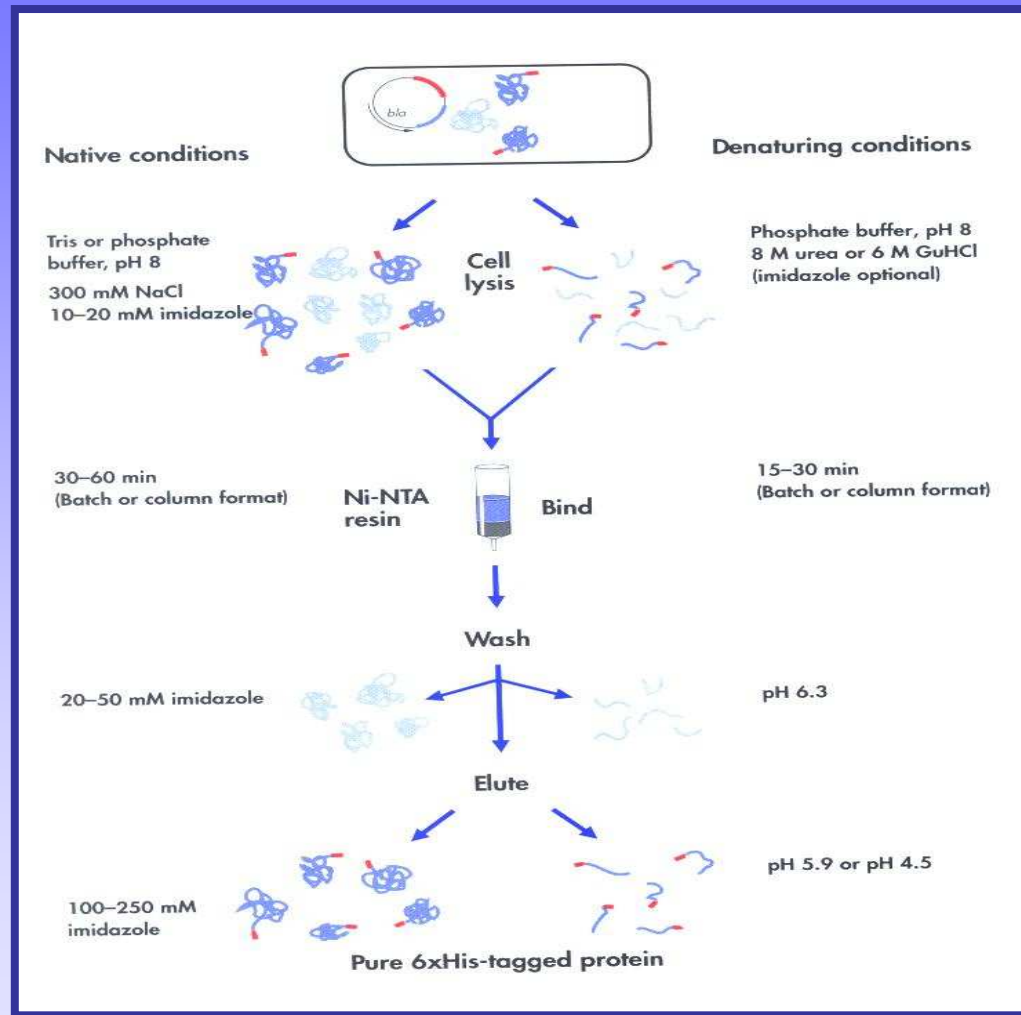 bla
Native conditions
Denaturing conditions
Tris or phosphate
buffer, pH 8
300 mM NaCl
10–20 mM imidazole
Cell
lysis
Phosphate buffer, pH 8
8 M urea or 6 M GuHCl
(imidazole optional)
30–60 min
(Batch or column format)
Ni-NTA
resin
Bind
15–30 min
(Batch or column format)
Wash
20–50 mM imidazole
pH 6.3
Elute
100–250 mM
imidazole
pH 5.9 or pH 4.5
Pure 6xHis-tagged protein